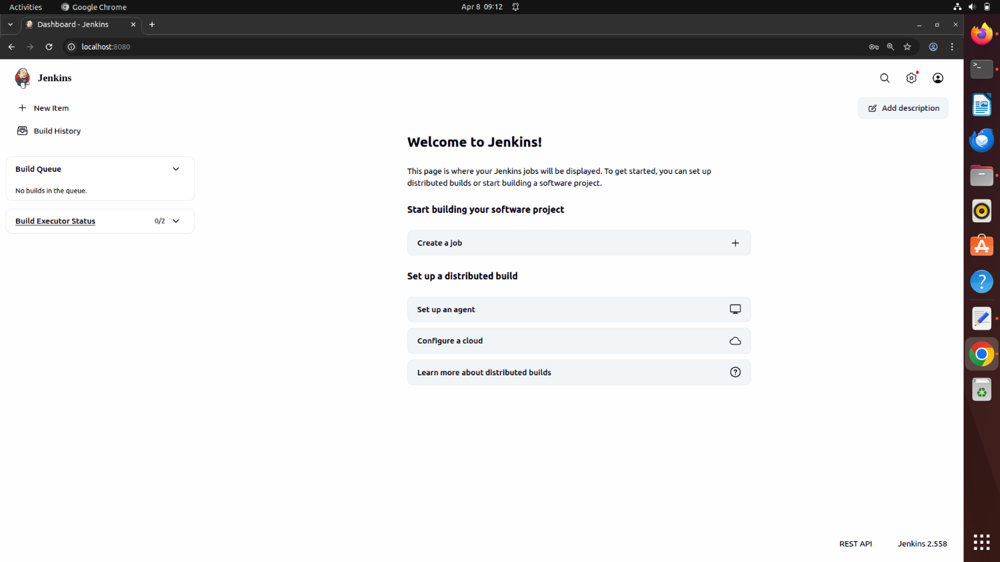 Activities
Google Chrome
Apr 8 09:12
Dashboard - Jenkins
localhost:8080
Jenkins
New Item
Add description
Build History
Welcome to Jenkins!
This page is where your Jenkins jobs will be displayed. To get started, you can set up
distributed builds or start building a software project.
Build Queue
No builds in the queue.
Build Executor Status
0/2
Start building your software project
Create a job
Set up a distributed build
Set up an agent
Configure a cloud
Learn more about distributed builds
REST API
Jenkins 2.558